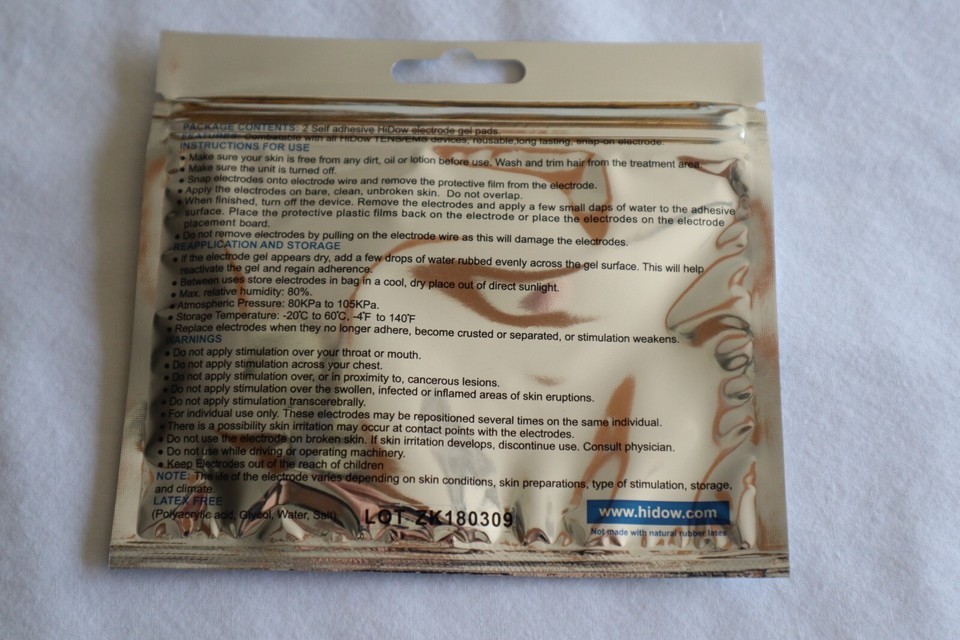 PACKAGE CONTENTS: 2 Self adhesive HiDow electrode gel pads.
FEATURES: Combatable with all HiDow TENS/EMS devices, reusable,long lasting, snap-on electrode.
INSTRUCTIONS FOR USE
• Make sure your skin is free from any dirt, oil or lotion before use. Wash and trim hair from the treatment area.
• Make sure the unit is turned off.
• Snap electrodes onto electrode wire and remove the protective film from the electrode.
• Apply the electrodes on bare, clean, unbroken skin. Do not overlap.
• When finished, turn off the device. Remove the electrodes and apply a few small daps of water to the adhesive
surface. Place the protective plastic films back on the electrode or place the electrodes on the electrode
placement board.
• Do not remove electrodes by pulling on the electrode wire as this will damage the electrodes.
REAPPLICATION AND STORAGE
• If the electrode gel appears dry, add a few drops of water rubbed evenly across the gel surface. This will help
reactivate the gel and regain adherence.
• Between uses store electrodes in bag in a cool, dry place out of direct sunlight.
• Max. relative humidity: 80%.
• Atmospheric Pressure: 80KPa to 105KPa.
• Storage Temperature: -20℃ to 60℃, -4℉ to 140℉
• Replace electrodes when they no longer adhere, become crusted or separated, or stimulation weakens.
WARNINGS
• Do not apply stimulation over your throat or mouth.
• Do not apply stimulation across your chest.
• Do not apply stimulation over, or in proximity to, cancerous lesions.
• Do not apply stimulation over the swollen, infected or inflamed areas of skin eruptions.
• Do not apply stimulation transcerebrally.
• For individual use only. These electrodes may be repositioned several times on the same individual.
• There is a possibility skin irritation may occur at contact points with the electrodes.
• Do not use the electrode on broken skin. If skin irritation develops, discontinue use. Consult physician.
• Do not use while driving or operating machinery.
• Keep Electrodes out of the reach of children
NOTE: The life of the electrode varies depending on skin conditions, skin preparations, type of stimulation, storage,
and climate.
LATEX FREE
(Polyacrylic acid, Glycol, Water, Salt)
LOT ZK180309
www.hidow.com
Not made with natural rubber latex